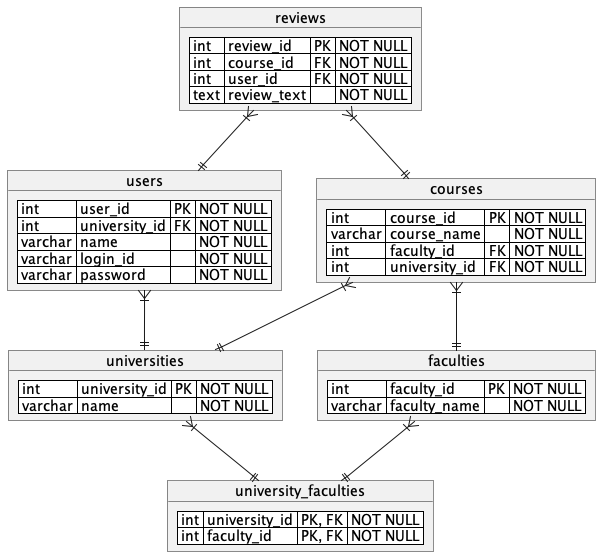 reviews
int review_id PK NOT NULL
int course_id FK NOT NULL
int user_id FK NOT NULL
text review_text NOT NULL
users
int user_id PK NOT NULL
int university_id FK NOT NULL
varchar name NOT NULL
varchar login_id NOT NULL
varchar password NOT NULL
courses
int course_id PK NOT NULL
varchar course_name NOT NULL
int faculty_id FK NOT NULL
int university_id FK NOT NULL
universities
int university_id PK NOT NULL
varchar name NOT NULL
faculties
int faculty_id PK NOT NULL
varchar faculty_name NOT NULL
university_faculties
int university_id PK, FK NOT NULL
int faculty_id PK, FK NOT NULL